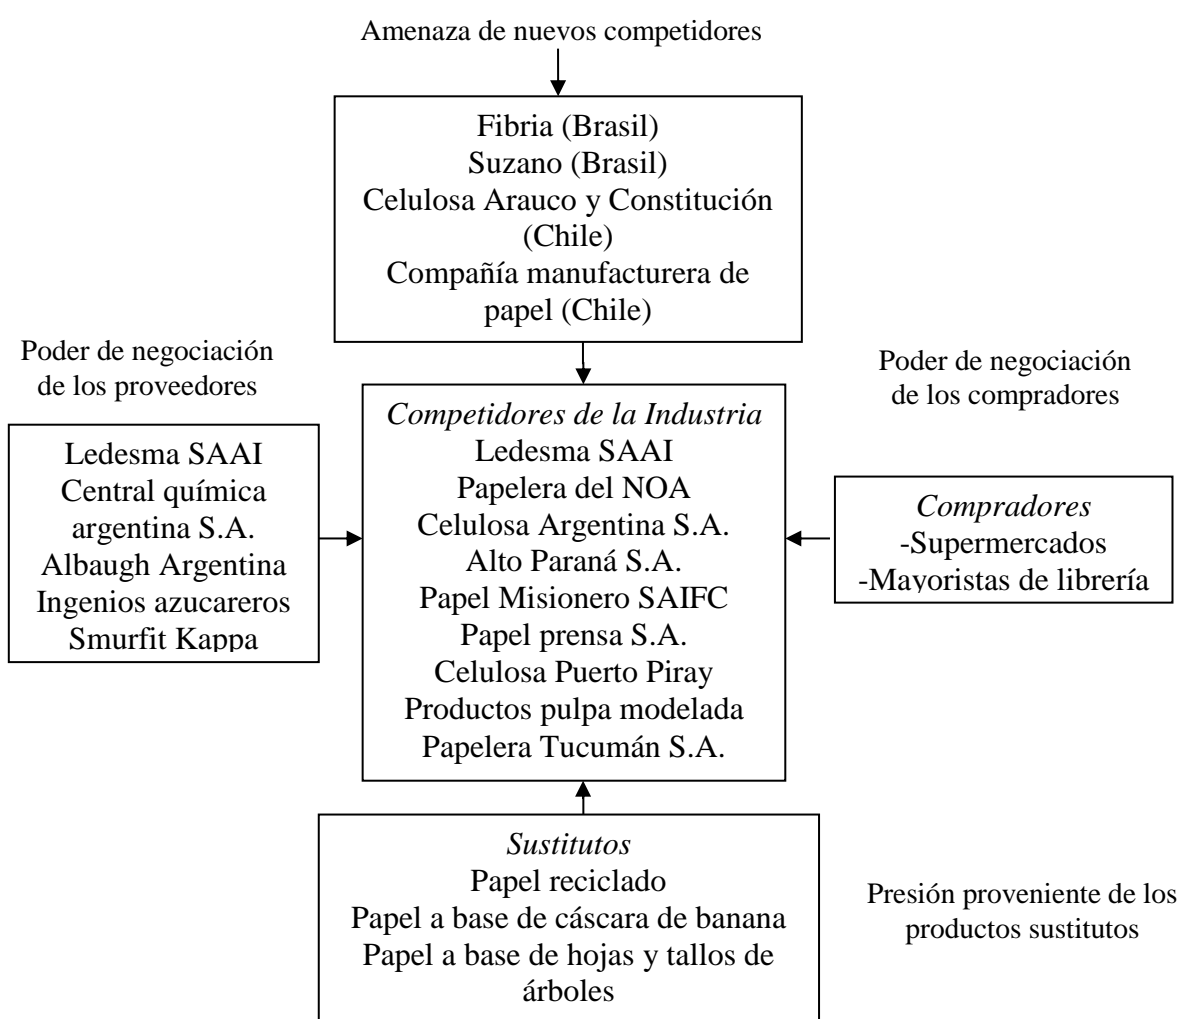 Amenaza de nuevos competidores
Fibria (Brasil)
Suzano (Brasil)
Celulosa Arauco y Constitución
(Chile)
Compañía manufacturera de
papel (Chile)
Poder de negociación
de los proveedores
Ledesma SAAI
Central química
argentina S.A.
Albaugh Argentina
Ingenios azucareros
Smurfit Kappa
Competidores de la Industria
Ledesma SAAI
Papelera del NOA
Celulosa Argentina S.A.
Alto Paraná S.A.
Papel Misionero SAIFC
Papel prensa S.A.
Celulosa Puerto Piray
Productos pulpa modelada
Papelera Tucumán S.A.
Poder de negociación
de los compradores
Compradores
-Supermercados
-Mayoristas de librería
Sustitutos
Papel reciclado
Papel a base de cáscara de banana
Papel a base de hojas y tallos de
árboles
Presión proveniente de los
productos sustitutos